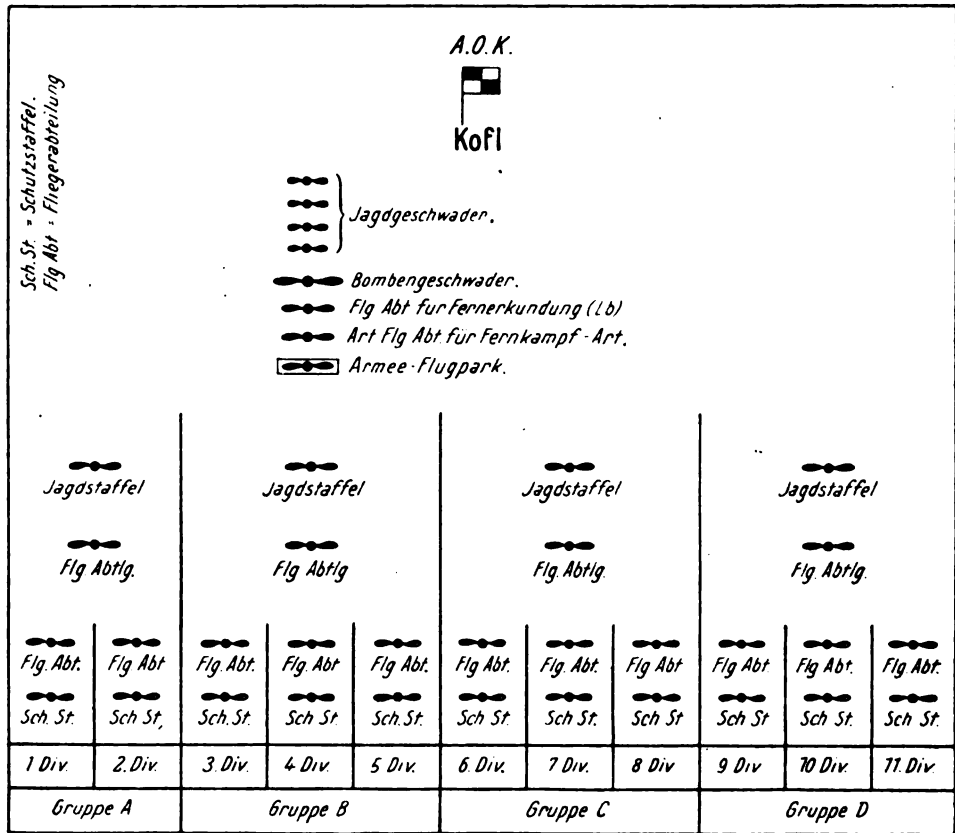 A.O.K.
Kofl
Sch.St. = Schutzstaffel.
Flg Abt = Fliegerabteilung
Jagdgeschwader.
Bombengeschwader.
Flg Abt fur Fernerkundung (Lb)
Art Flg Abt für Fernkampf-Art.
Armee-Flugpark.
Jagdstaffel Jagdstaffel Jagdstaffel Jagdstaffel
Flg Abtlg. Flg Abtlg Flg. Abtlg. Flg. Abtlg.
Flg. Abt. Flg Abt Flg. Abt. Flg. Abt Flg. Abt. Flg. Abt. Flg. Abt. Flg Abt Flg Abt Flg Abt. Flg. Abt.
Sch. St. Sch St, Sch. St. Sch St. Sch. St. Sch St. Sch St. Sch St Sch St Sch St. Sch St
1 Div. 2. Div. 3. Div. 4 Div. 5 Div. 6. Div. 7 Div. 8 Div 9 Div 10 Div. 11. Div.
Gruppe A Gruppe B Gruppe C Gruppe D